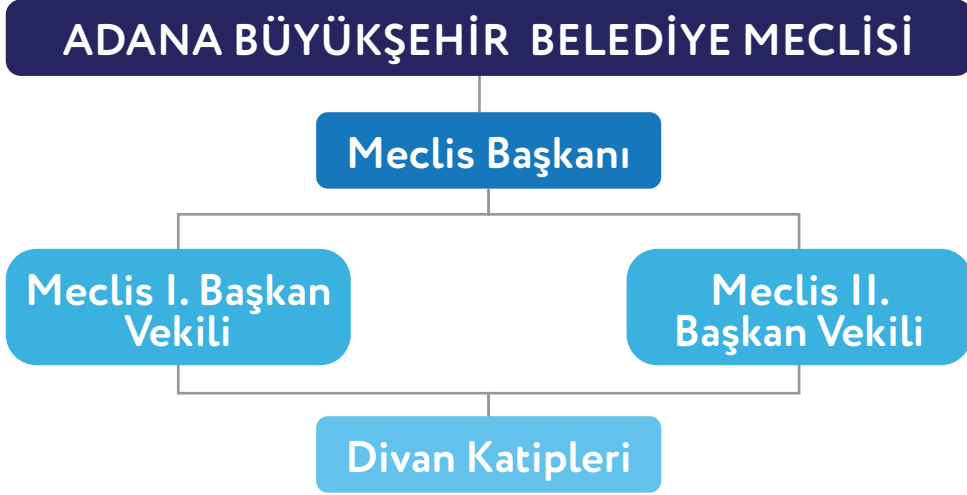 ADANA BÜYÜKŞEHİR BELEDİYE MECLİSİ
Meclis Başkanı
Meclis I. Başkan
Vekili
Meclis II.
Başkan Vekili
Divan Katipleri